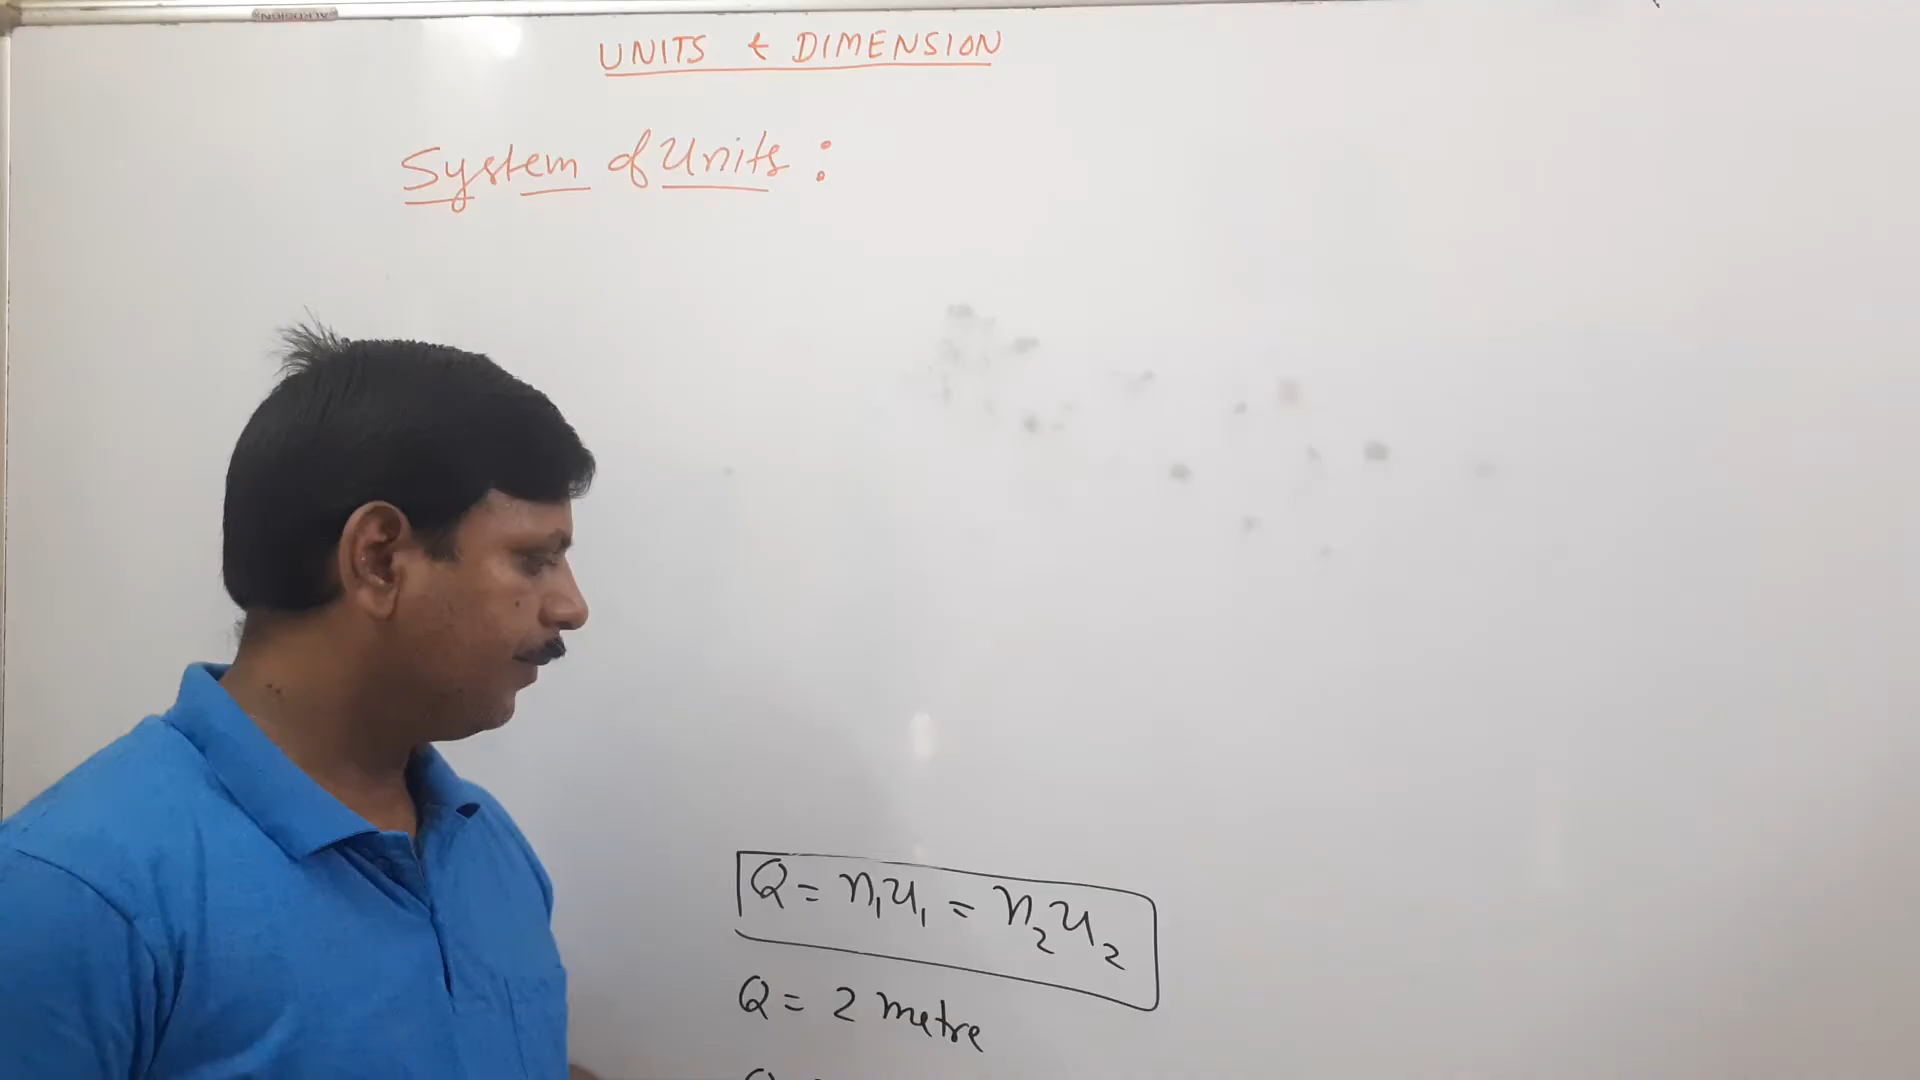 UNITS & DIMENSION
System of Units :
Q = n₁u₁ = n₂u₂
Q = 2 metre